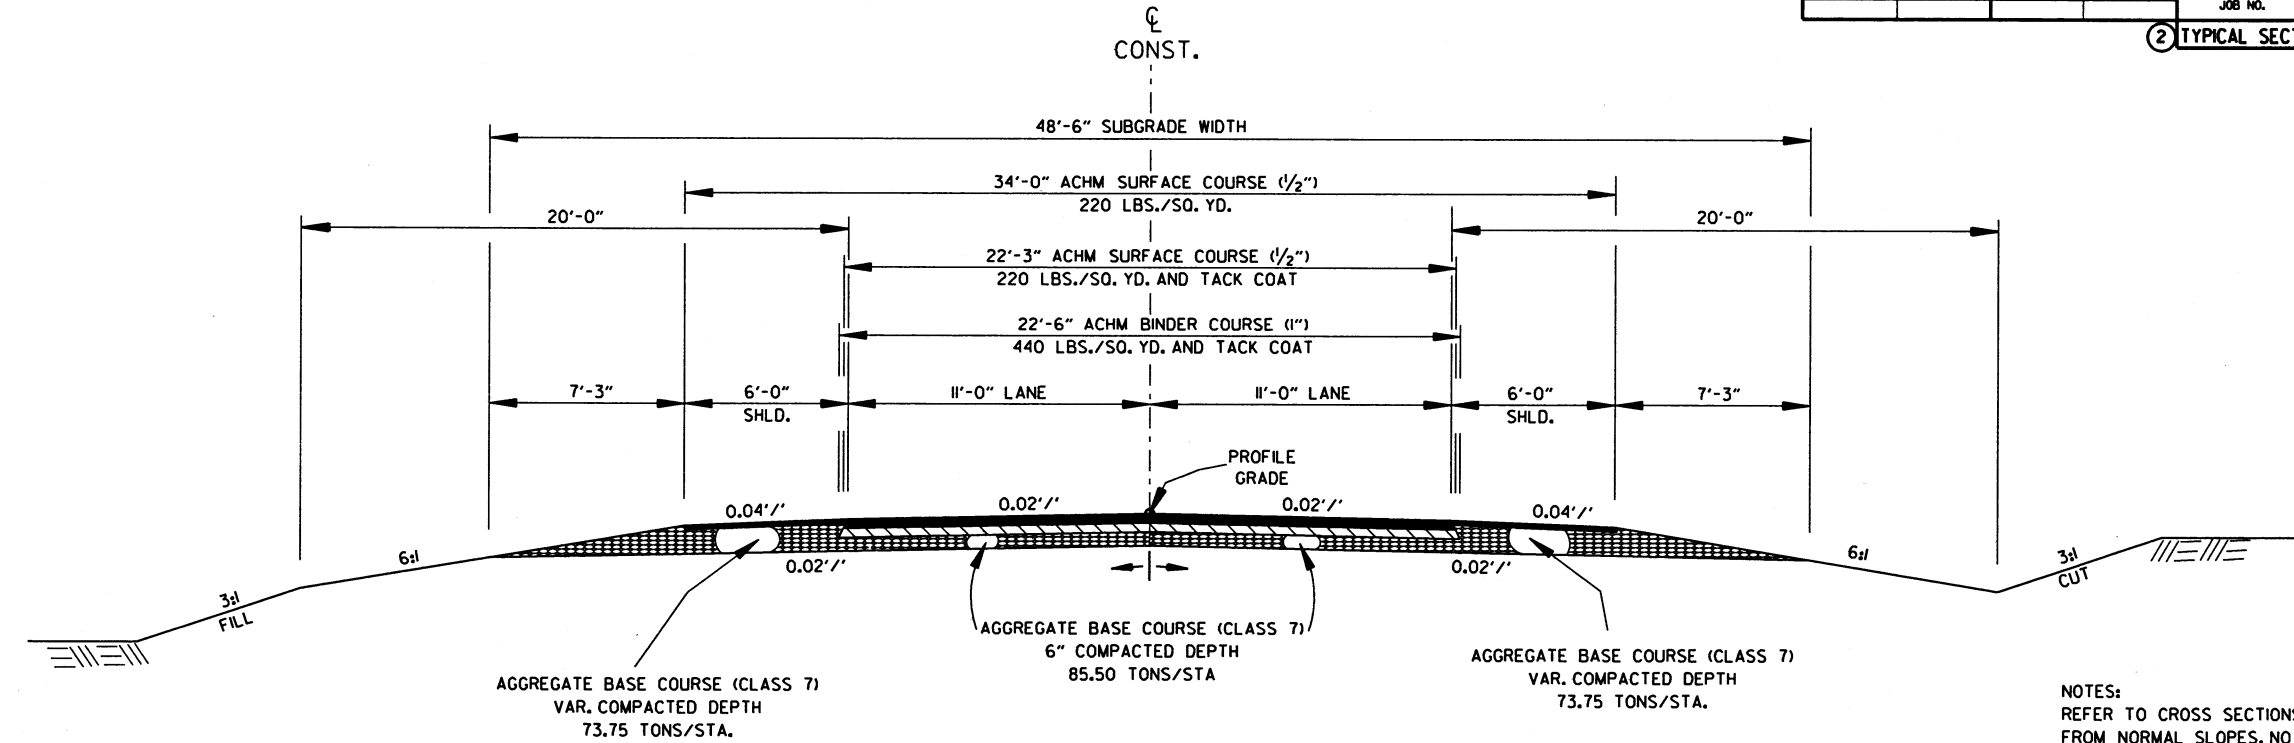 JOB NO.
2 TYPICAL SECT
℄
CONST.
48'-6" SUBGRADE WIDTH
34'-0" ACHM SURFACE COURSE (1/2")
220 LBS./SQ. YD.
20'-0"
20'-0"
22'-3" ACHM SURFACE COURSE (1/2")
220 LBS./SQ. YD. AND TACK COAT
22'-6" ACHM BINDER COURSE (1")
440 LBS./SQ. YD. AND TACK COAT
7'-3"
6'-0"
SHLD.
11'-0" LANE
11'-0" LANE
6'-0"
SHLD.
7'-3"
PROFILE
GRADE
0.04'/'
0.02'/'
0.02'/'
0.04'/'
6:1
0.02'/'
0.02'/'
6:1
3:1
FILL
3:1
CUT
AGGREGATE BASE COURSE (CLASS 7)
VAR. COMPACTED DEPTH
73.75 TONS/STA.
AGGREGATE BASE COURSE (CLASS 7)
6" COMPACTED DEPTH
85.50 TONS/STA
AGGREGATE BASE COURSE (CLASS 7)
VAR. COMPACTED DEPTH
73.75 TONS/STA.
NOTES:
REFER TO CROSS SECTIONS
FROM NORMAL SLOPES. NO